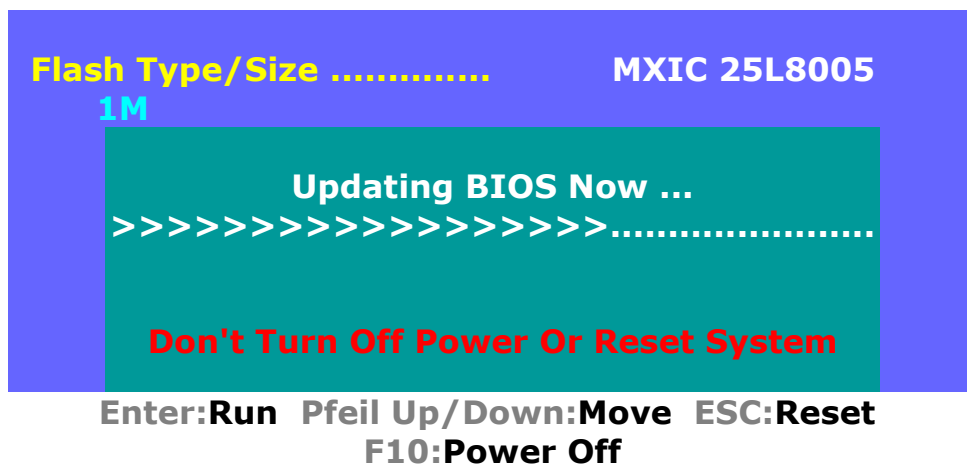 Flash Type/Size .............. MXIC 25L8005
1M
Updating BIOS Now ...
>>>>>>>>>>>>>>>>>>.......................
Don't Turn Off Power Or Reset System
Enter:Run Pfeil Up/Down:Move ESC:Reset
F10:Power Off